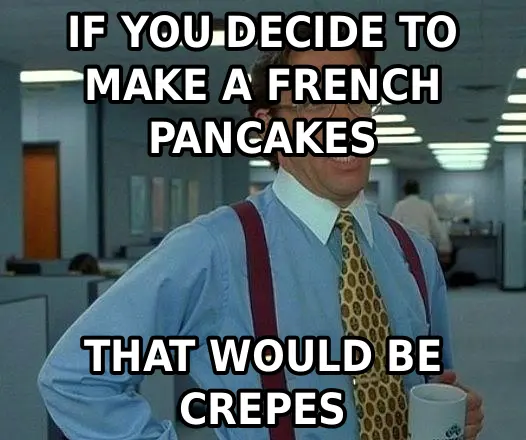 IF YOU DECIDE TO
MAKE A FRENCH
PANCAKES
THAT WOULD BE
CREPES